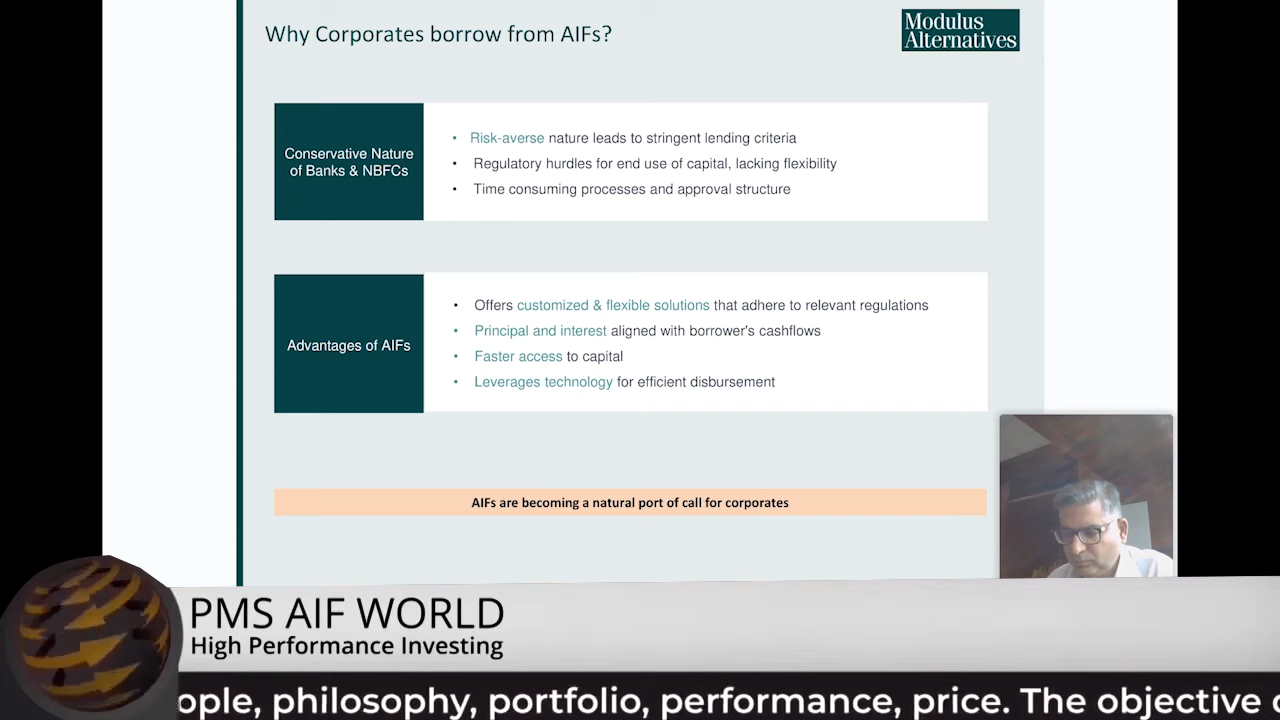 Why Corporates borrow from AIFs?
Modulus
Alternatives
Conservative Nature
of Banks & NBFCs
• Risk-averse nature leads to stringent lending criteria
• Regulatory hurdles for end use of capital, lacking flexibility
• Time consuming processes and approval structure
Advantages of AIFs
• Offers customized & flexible solutions that adhere to relevant regulations
• Principal and interest aligned with borrower's cashflows
• Faster access to capital
• Leverages technology for efficient disbursement
AIFs are becoming a natural port of call for corporates
PMS AIF WORLD
High Performance Investing
philosophy, portfolio, performance, price. The objective